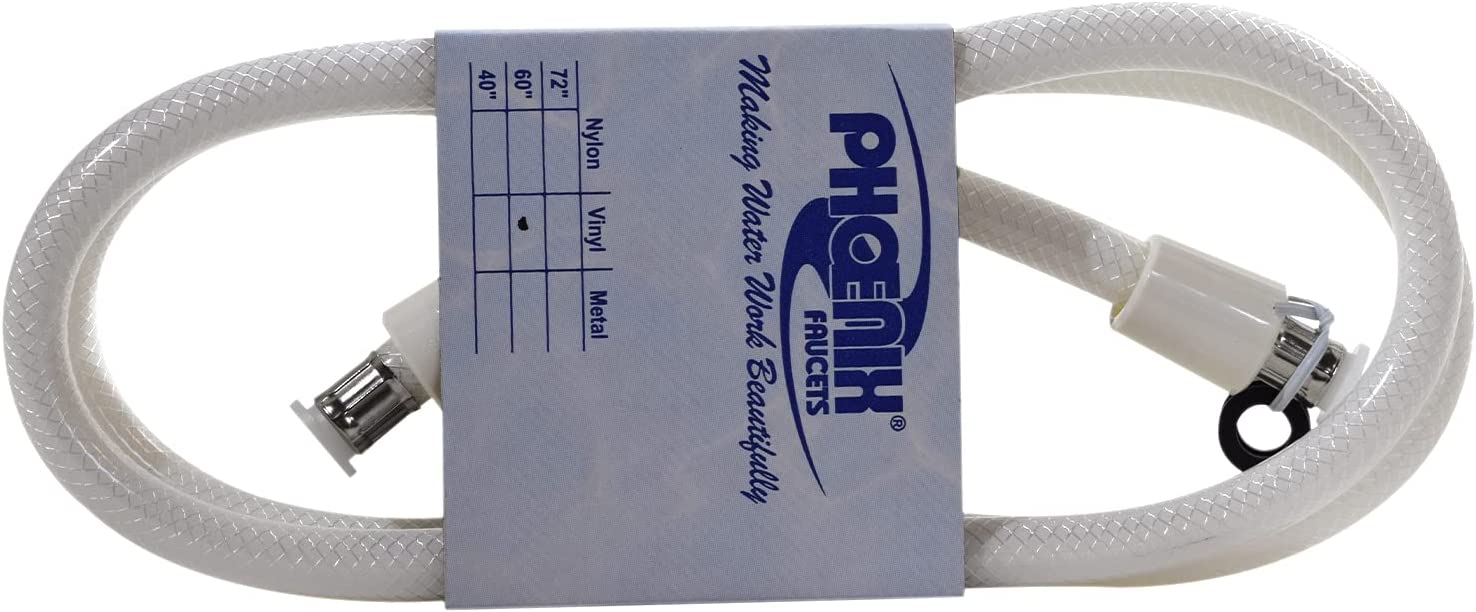 PHOENIX
FAUCETS
®
Making Water Work Beautifully
Nylon Vinyl Metal
72"
60"
40"